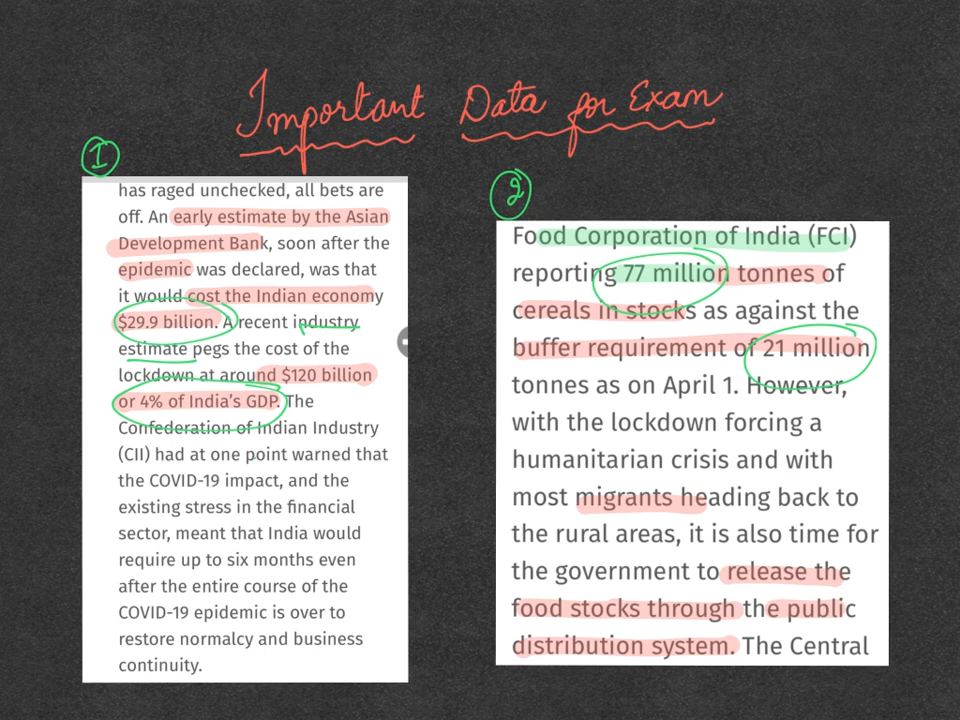 Important Data for Exam
1
has raged unchecked, all bets are
off. An early estimate by the Asian
Development Bank, soon after the
epidemic was declared, was that
it would cost the Indian economy
$29.9 billion. A recent industry
estimate pegs the cost of the
lockdown at around $120 billion
or 4% of India's GDP. The
Confederation of Indian Industry
(CII) had at one point warned that
the COVID-19 impact, and the
existing stress in the financial
sector, meant that India would
require up to six months even
after the entire course of the
COVID-19 epidemic is over to
restore normalcy and business
continuity.
2
Food Corporation of India (FCI)
reporting 77 million tonnes of
cereals in stocks as against the
buffer requirement of 21 million
tonnes as on April 1. However,
with the lockdown forcing a
humanitarian crisis and with
most migrants heading back to
the rural areas, it is also time for
the government to release the
food stocks through the public
distribution system. The Central